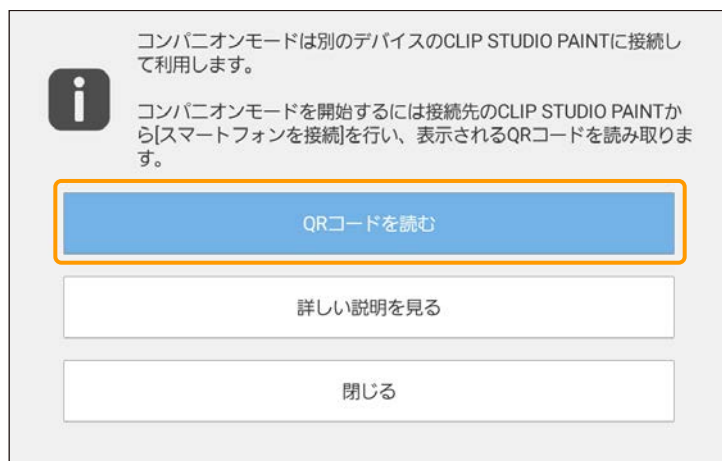 コンパニオンモードは別のデバイスのCLIP STUDIO PAINTに接続し
て利用します。
コンパニオンモードを開始するには接続先のCLIP STUDIO PAINTか
ら[スマートフォンを接続]を行い、表示されるQRコードを読み取りま
す。
QRコードを読む
詳しい説明を見る
閉じる